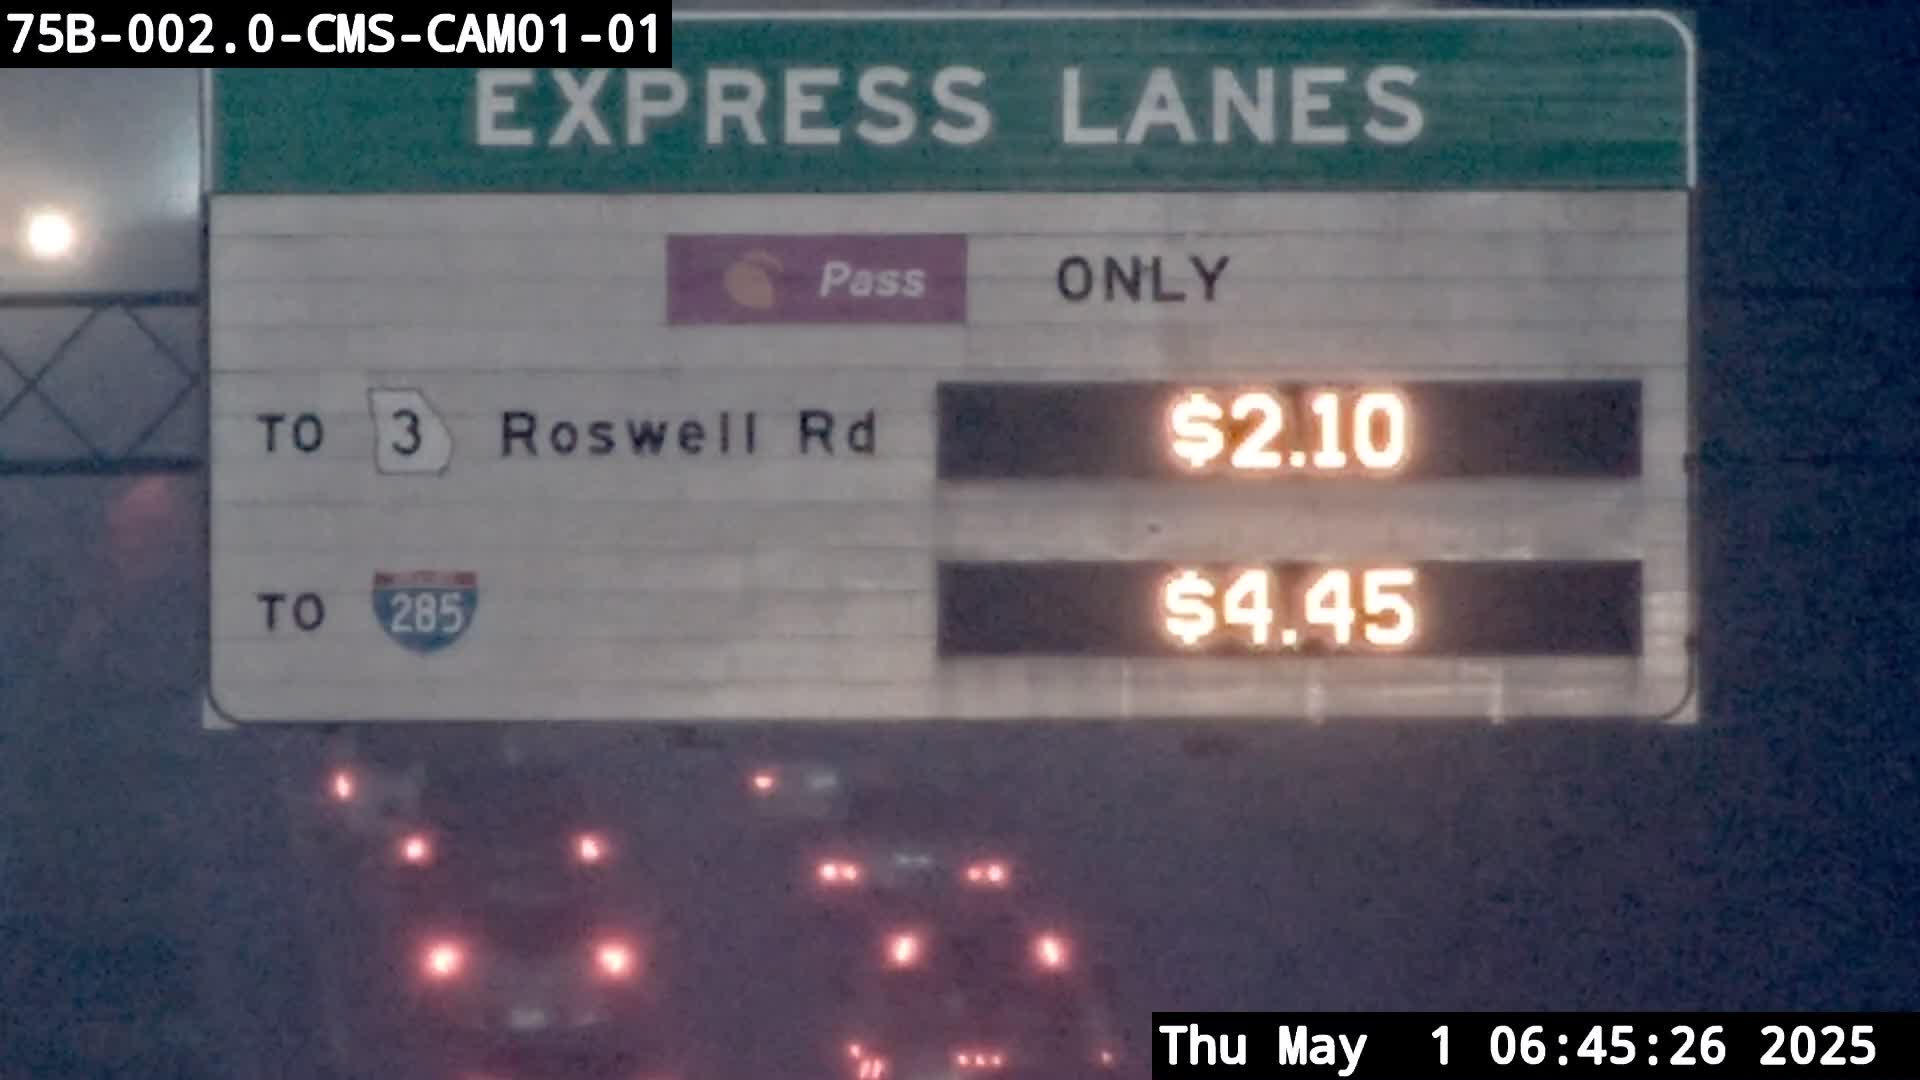 75B-002.0-CMS-CAM01-01
EXPRESS LANES
Pass ONLY
TO 3 Roswell Rd $2.10
TO 285 $4.45
Thu May 1 06:45:26 2025